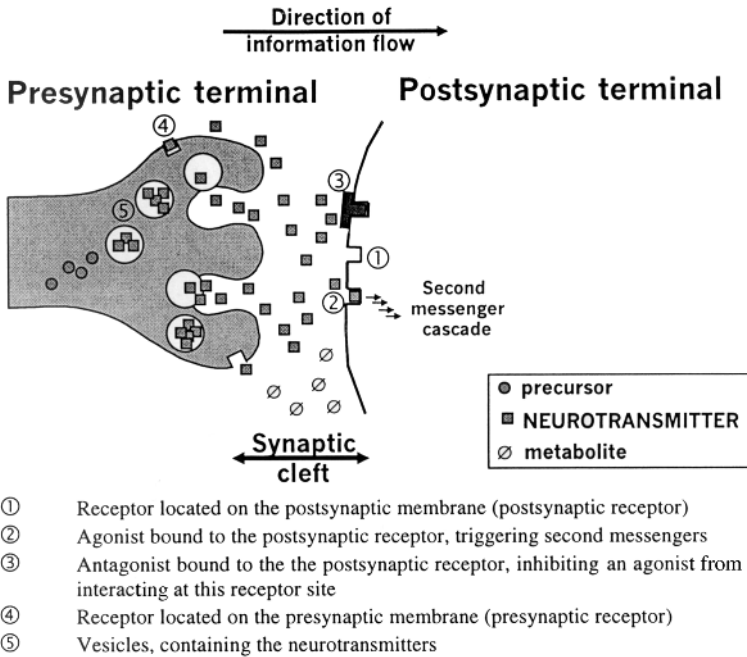 Direction of
information flow
Presynaptic terminal
Postsynaptic terminal
④
③
⑤
①
②
Second
messenger
cascade
precursor
NEUROTRANSMITTER
metabolite
Synaptic
cleft
① Receptor located on the postsynaptic membrane (postsynaptic receptor)
② Agonist bound to the postsynaptic receptor, triggering second messengers
③ Antagonist bound to the the postsynaptic receptor, inhibiting an agonist from
interacting at this receptor site
④ Receptor located on the presynaptic membrane (presynaptic receptor)
⑤ Vesicles, containing the neurotransmitters